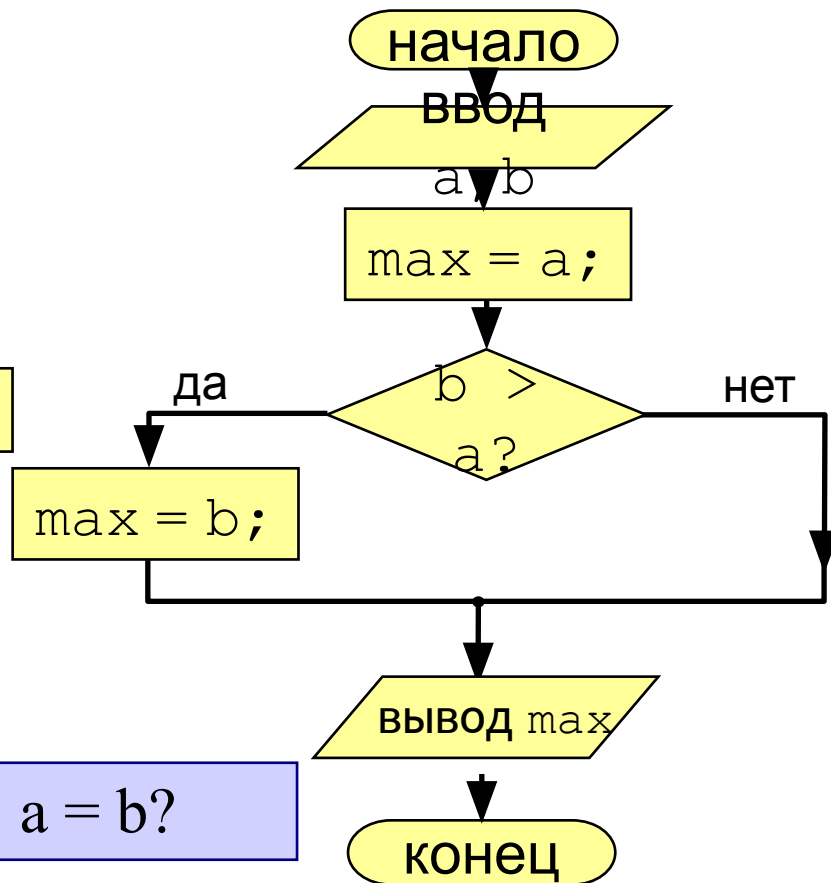 начало
ввод
a, b
max = a;
b >
a?
да
нет
max = b;
вывод max
a = b?
конец